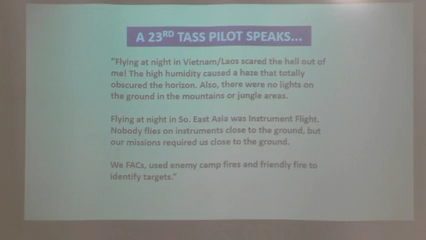 A 23RD TASS PILOT SPEAKS...
"Flying at night in Vietnam/Laos scared the hell out of
me! The high humidity caused a haze that totally
obscured the horizon. Also, there were no lights on
the ground in the mountains or jungle areas.
Flying at night in So. East Asia was Instrument Flight.
Nobody flies on instruments close to the ground, but
our missions required us close to the ground.
We FACs, used enemy camp fires and friendly fire to
identify targets."